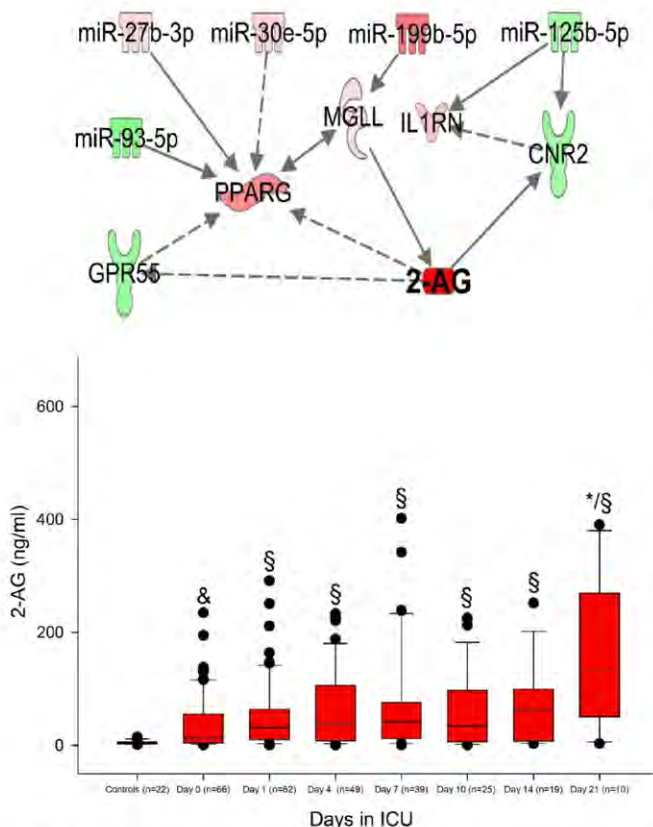 miR-27b-3p miR-30e-5p miR-199b-5p miR-125b-5p
MGLL IL1RN
miR-93-5p CNR2
PPARG
GPR55 2-AG
600
400
200
0
2-AG (ng/ml)
& § § § § § */§
Controls (n=22) Day 0 (n=66) Day 1 (n=62) Day 4 (n=49) Day 7 (n=39) Day 10 (n=25) Day 14 (n=19) Day 21 (n=10)
Days in ICU